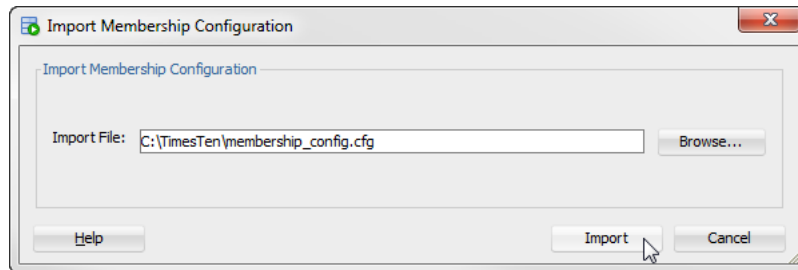 Import Membership Configuration
Import Membership Configuration
Import File: C:\TimesTen\membership_config.cfg Browse...
Help Import Cancel